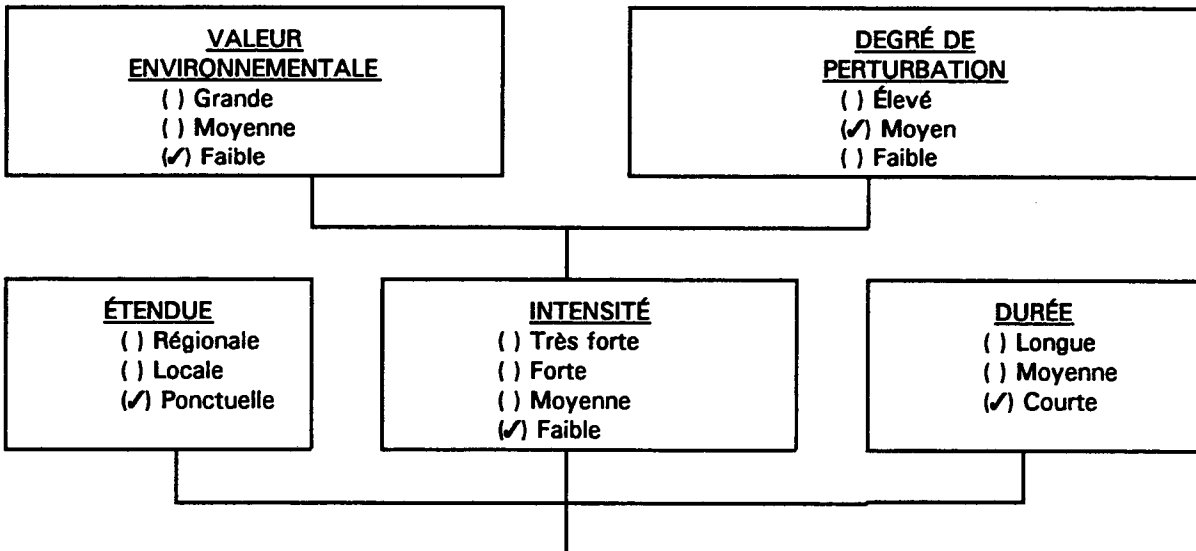 VALEUR
ENVIRONNEMENTALE
( ) Grande
( ) Moyenne
(✓) Faible
DEGRÉ DE
PERTURBATION
( ) Élevé
(✓) Moyen
( ) Faible
ÉTENDUE
( ) Régionale
( ) Locale
(✓) Ponctuelle
INTENSITÉ
( ) Très forte
( ) Forte
( ) Moyenne
(✓) Faible
DURÉE
( ) Longue
( ) Moyenne
(✓) Courte